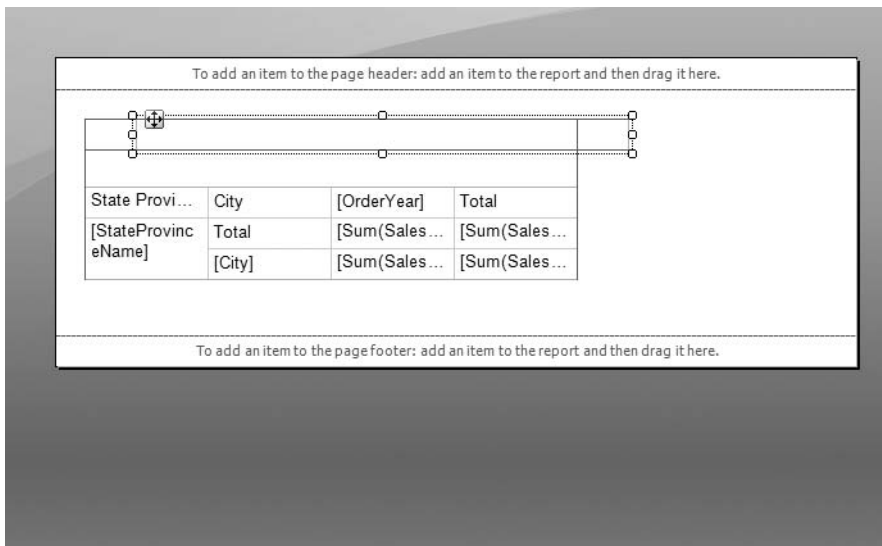 To add an item to the page header: add an item to the report and then drag it here.
State Provi... City [OrderYear] Total
[StateProvinc Total [Sum(Sales... [Sum(Sales...
eName] [City] [Sum(Sales... [Sum(Sales...
To add an item to the page footer: add an item to the report and then drag it here.